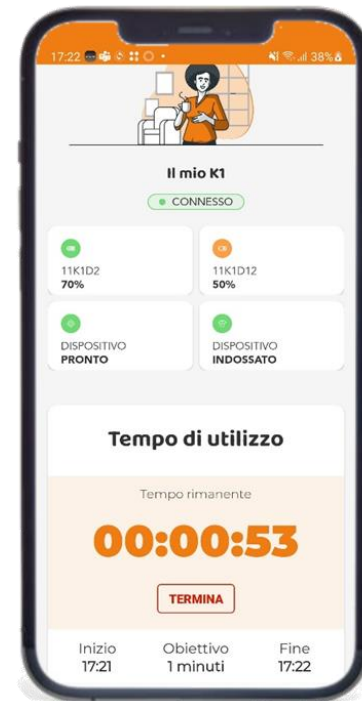 17:22 38%
Il mio K1
CONNESSO
11K1D2
70%
11K1D12
50%
DISPOSITIVO
PRONTO
DISPOSITIVO
INDOSSATO
Tempo di utilizzo
Tempo rimanente
00:00:53
TERMINA
Inizio Obiettivo Fine
17:21 1 minuti 17:22